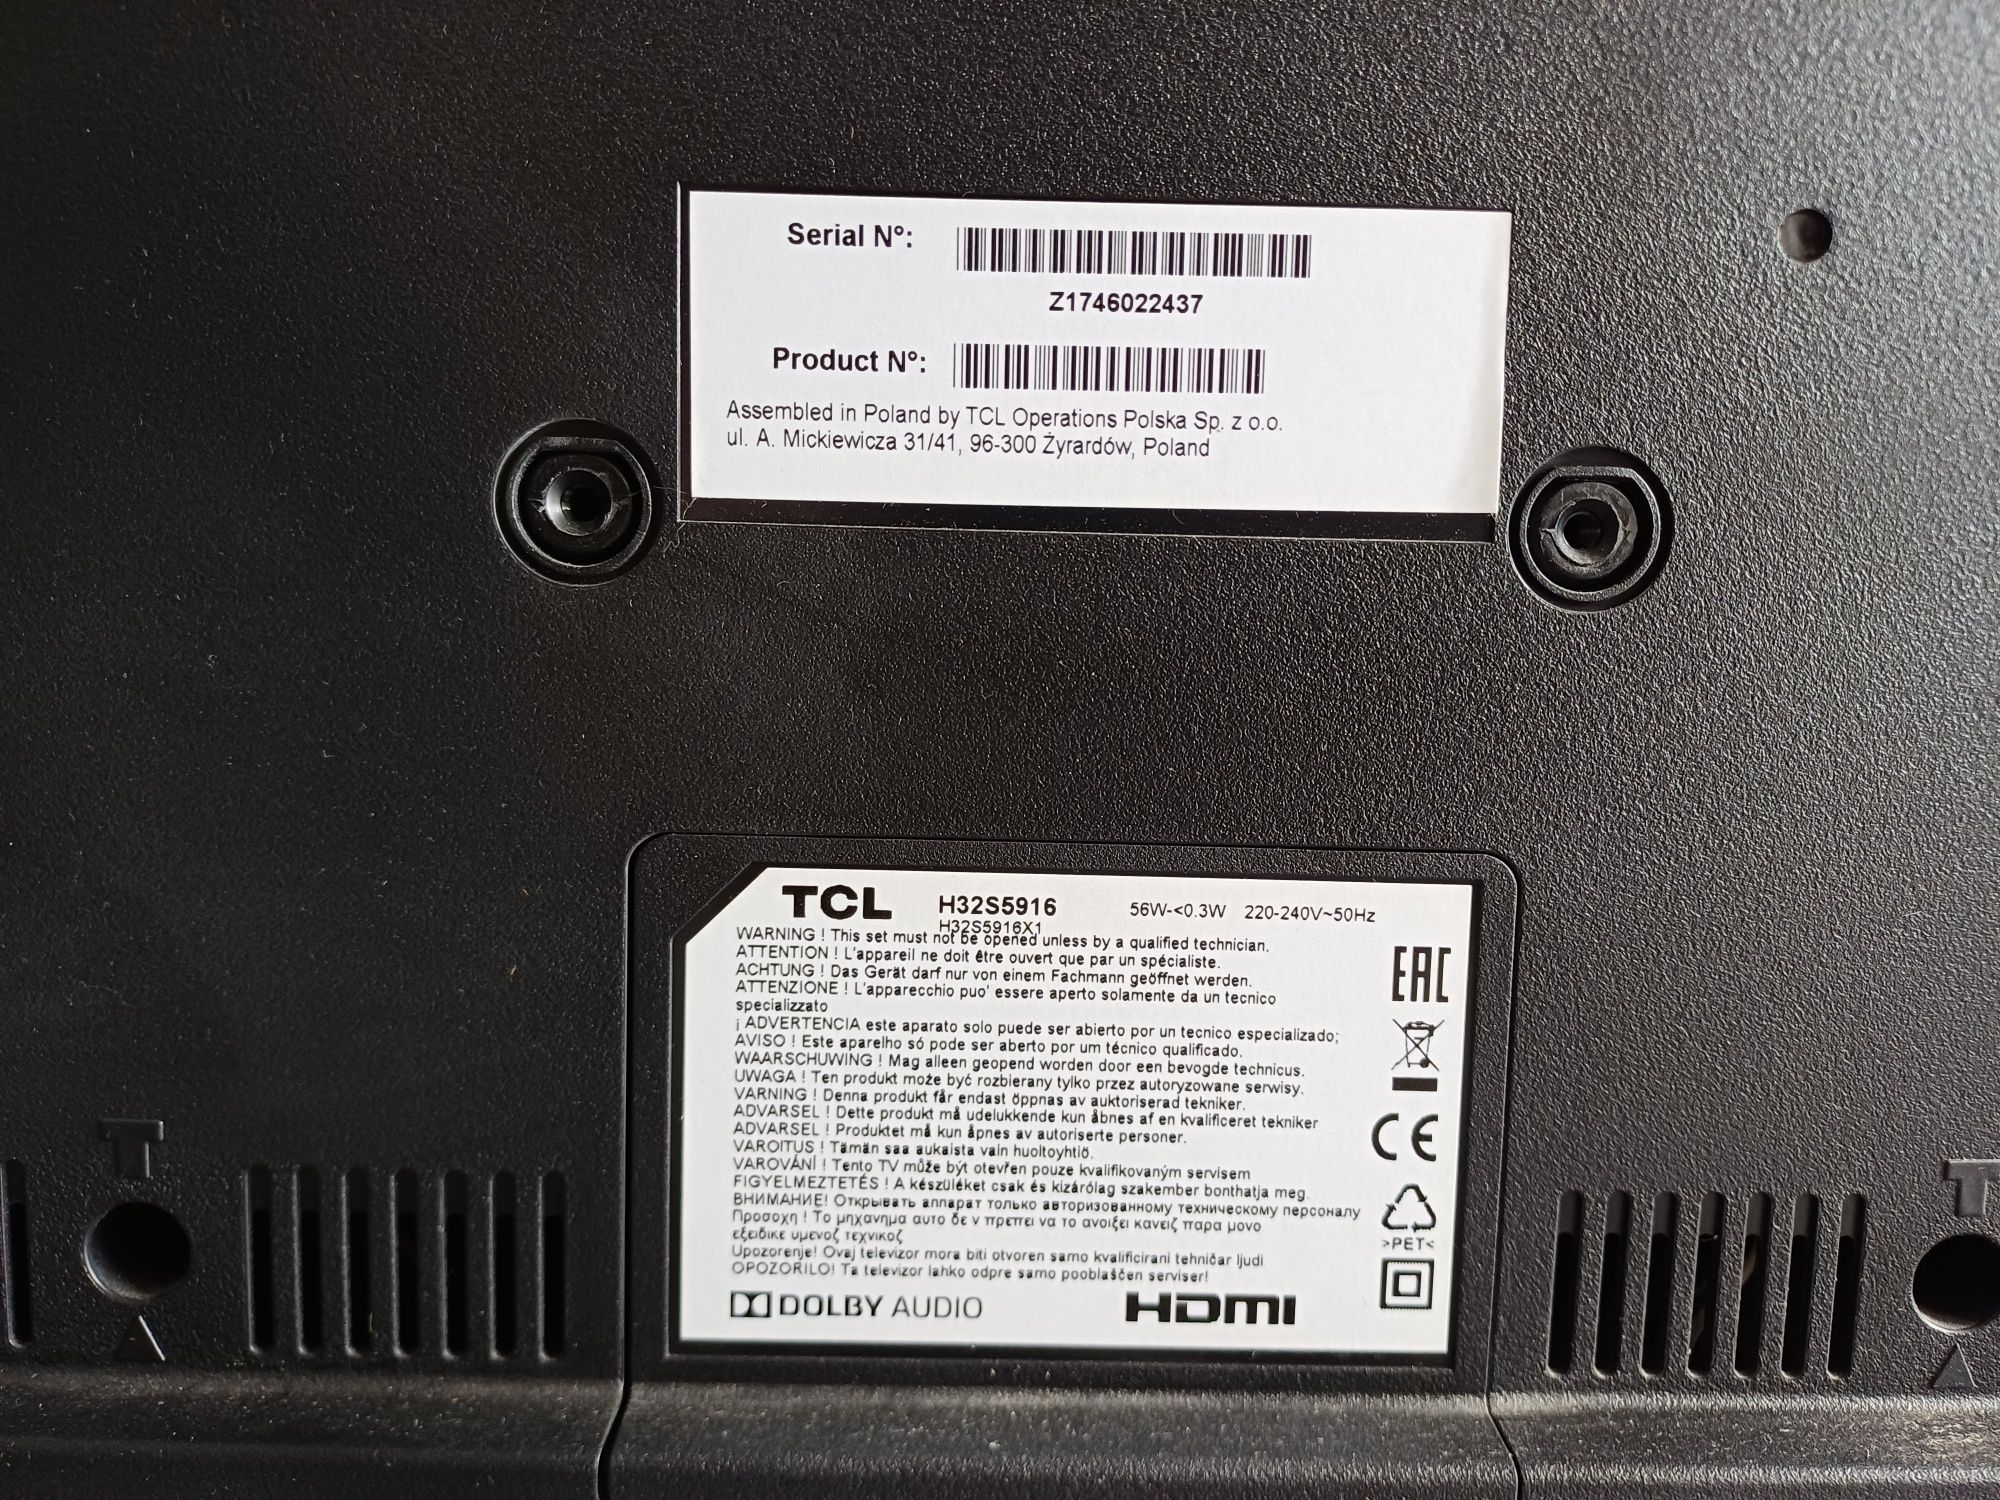 Serial N°:
Z1746022437
Product N°:
Assembled in Poland by TCL Operations Polska Sp. z o.o.
ul. A. Mickiewicza 31/41, 96-300 Żyrardów, Poland
TCL H32S5916 56W-<0.3W 220-240V~50Hz
H32S5916X1
WARNING ! This set must not be opened unless by a qualified technician.
ATTENTION ! L'appareil ne doit être ouvert que par un spécialiste.
ACHTUNG ! Das Gerät darf nur von einem Fachmann geöffnet werden.
ATTENZIONE ! L'apparecchio puo' essere aperto solamente da un tecnico
specializzato
¡ ADVERTENCIA este aparato solo puede ser abierto por un tecnico especializado;
AVISO ! Este aparelho só pode ser aberto por um técnico qualificado.
WAARSCHUWING ! Mag alleen geopend worden door een bevogde technicus.
UWAGA ! Ten produkt może być rozbierany tylko przez autoryzowane serwisy.
VARNING ! Denna produkt får endast öppnas av auktoriserad tekniker.
ADVARSEL ! Dette produkt må udelukkende kun åbnes af en kvalificeret tekniker
ADVARSEL ! Produktet må kun åpnes av autoriserte personer.
VAROITUS ! Tämän saa aukaista vain huoltoyhtiö.
VAROVÁNÍ ! Tento TV může být otevřen pouze kvalifikovaným servisem
FIGYELMEZTETÉS ! A készüléket csak és kizárólag szakember bonthatja meg.
ВНИМАНИЕ! Открывать аппарат только авторизованному техническому персоналу
Προσοχη ! Το μηχανημα αυτο δε ν πρεπει να το ανοιξει κανεις παρα μονο
εξειδικε υμενος τεχνικος
Upozorenje! Ovaj televizor mora biti otvoren samo kvalificirani tehničar ljudi
OPOZORILO! Ta televizor lahko odpre samo pooblaščen serviser!
DOLBY AUDIO HDMI
EAC
CE
>PET<
T
T